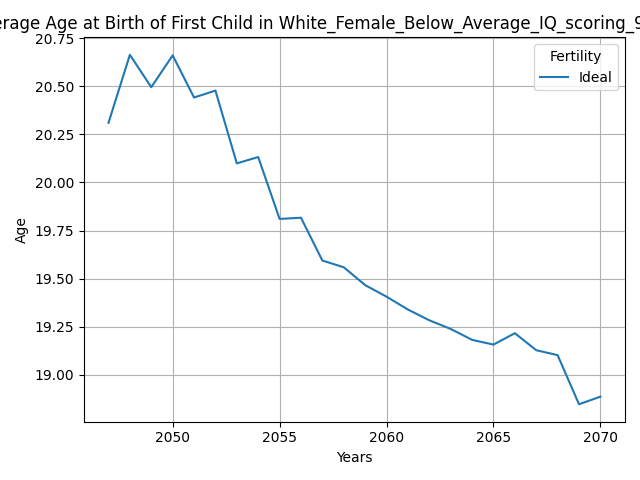 Average Age at Birth of First Child in White_Female_Below_Average_IQ_scoring_9
Fertility
Ideal
20.75
20.50
20.25
20.00
19.75
19.50
19.25
19.00
Age
2050 2055 2060 2065 2070
Years